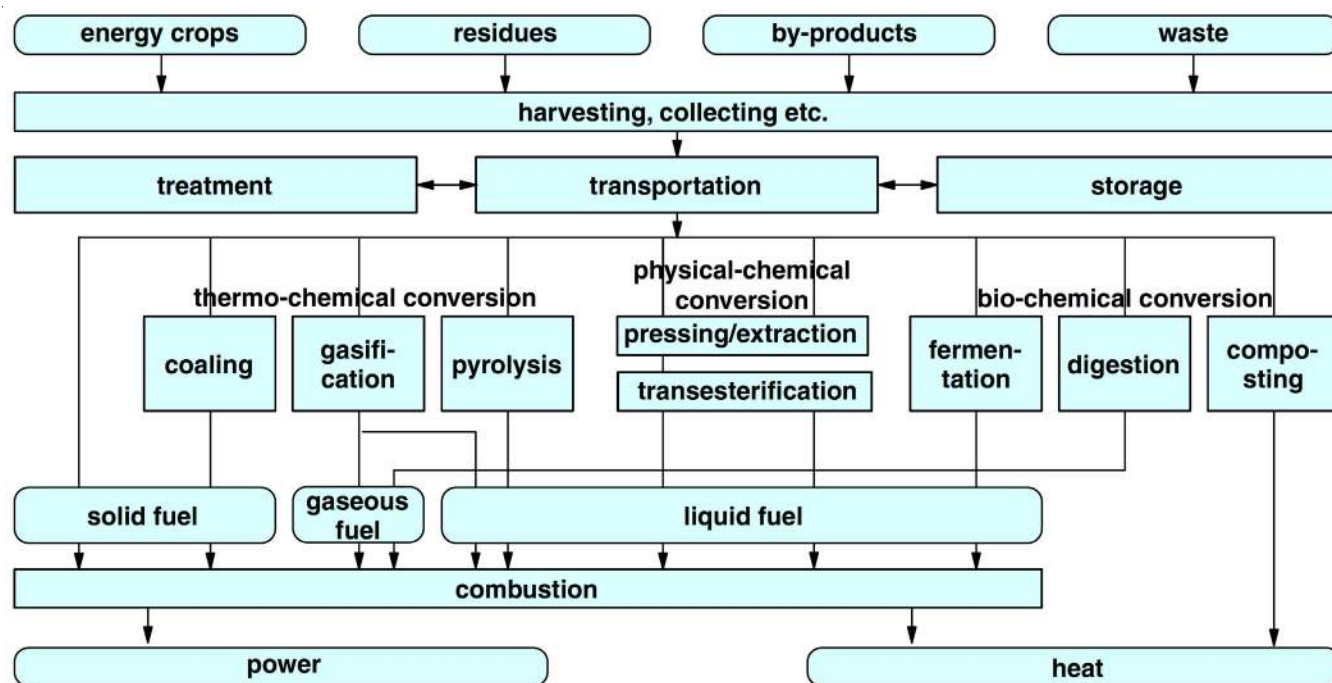 energy crops
residues
by-products
waste
harvesting, collecting etc.
treatment
transportation
storage
thermo-chemical conversion
physical-chemical
conversion
bio-chemical conversion
coaling
gasifi-
cation
pyrolysis
pressing/extraction
transesterification
fermen-
tation
digestion
compo-
sting
solid fuel
gaseous
fuel
liquid fuel
combustion
power
heat